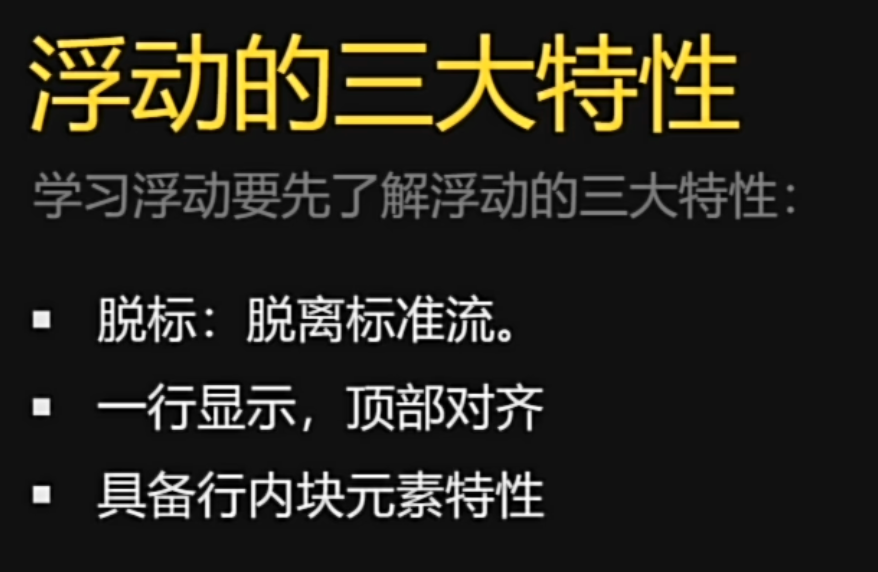 浮动的三大特性
学习浮动要先了解浮动的三大特性：
▪ 脱标：脱离标准流。
▪ 一行显示，顶部对齐
▪ 具备行内块元素特性